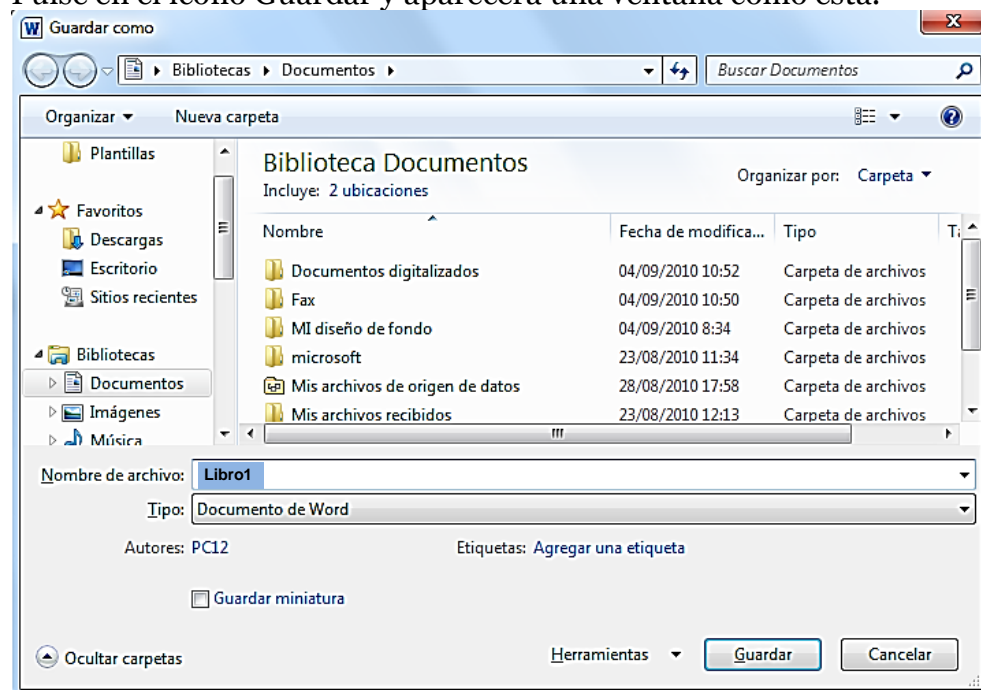 Pulse en el icono Guardar y aparecerá una ventana como esta:
Guardar como
Bibliotecas Documentos Buscar Documentos
Organizar Nueva carpeta
Plantillas
Favoritos
Descargas
Escritorio
Sitios recientes
Bibliotecas
Documentos
Imágenes
Música
Biblioteca Documentos
Incluye: 2 ubicaciones
Organizar por: Carpeta
Nombre Fecha de modifica... Tipo
Documentos digitalizados 04/09/2010 10:52 Carpeta de archivos
Fax 04/09/2010 10:50 Carpeta de archivos
MI diseño de fondo 04/09/2010 8:34 Carpeta de archivos
microsoft 23/08/2010 11:34 Carpeta de archivos
Mis archivos de origen de datos 28/08/2010 17:58 Carpeta de archivos
Mis archivos recibidos 23/08/2010 12:13 Carpeta de archivos
Nombre de archivo: Libro1
Tipo: Documento de Word
Autores: PC12 Etiquetas: Agregar una etiqueta
Guardar miniatura
Ocultar carpetas Herramientas Guardar Cancelar